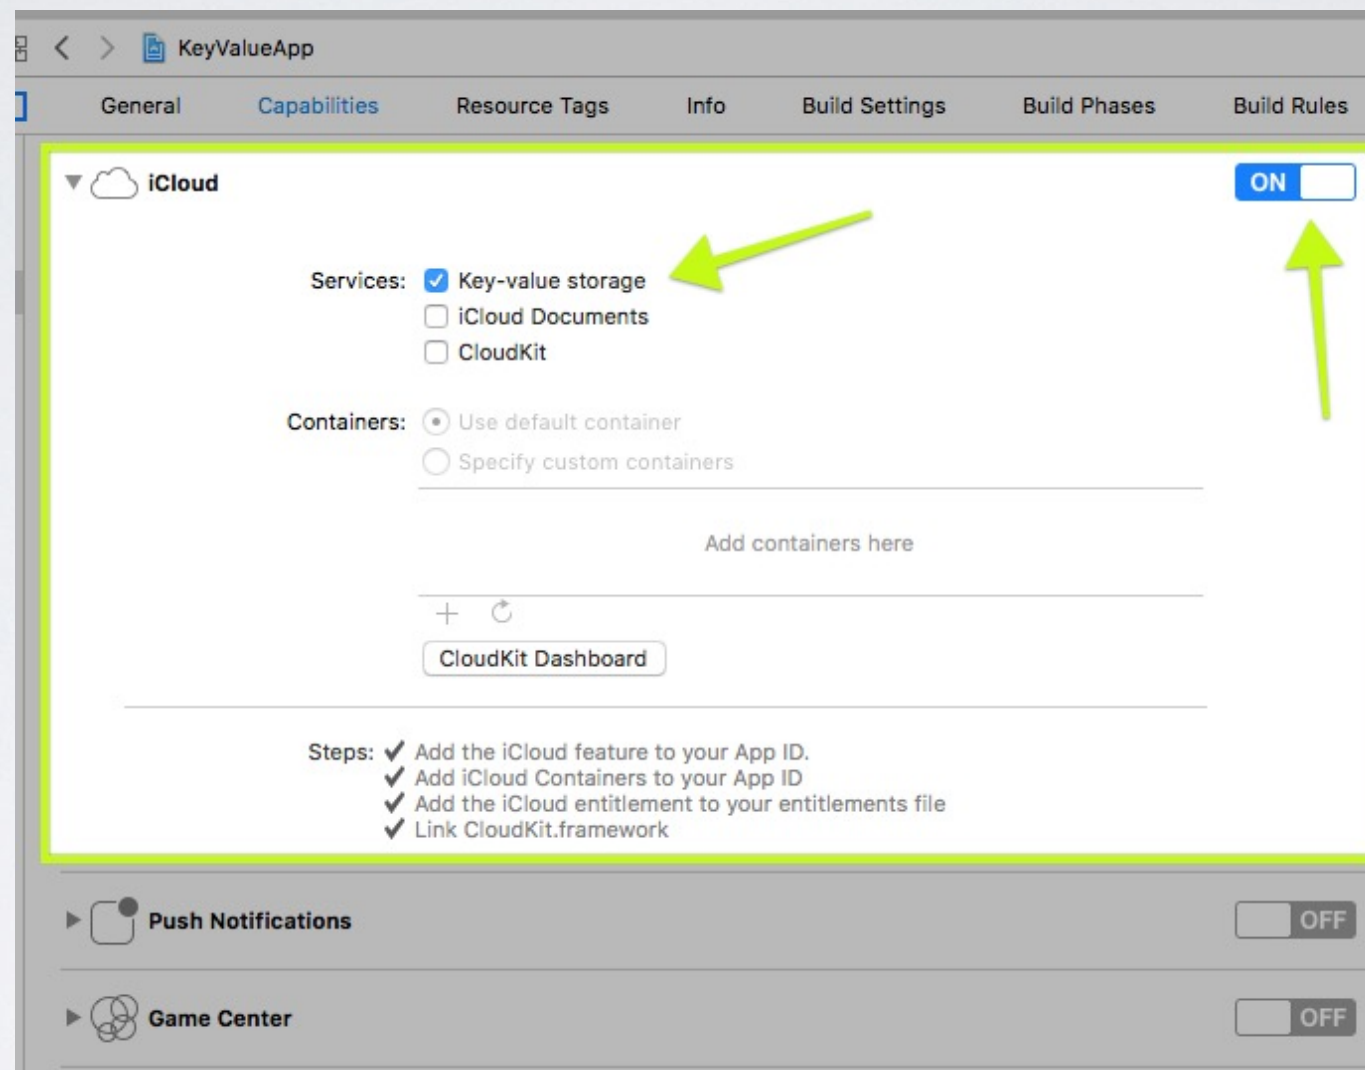 KeyValueApp
General Capabilities Resource Tags Info Build Settings Build Phases Build Rules
iCloud ON
Services: Key-value storage
iCloud Documents
CloudKit
Containers: Use default container
Specify custom containers
Add containers here
CloudKit Dashboard
Steps: ✔ Add the iCloud feature to your App ID.
✔ Add iCloud Containers to your App ID
✔ Add the iCloud entitlement to your entitlements file
✔ Link CloudKit.framework
Push Notifications OFF
Game Center OFF